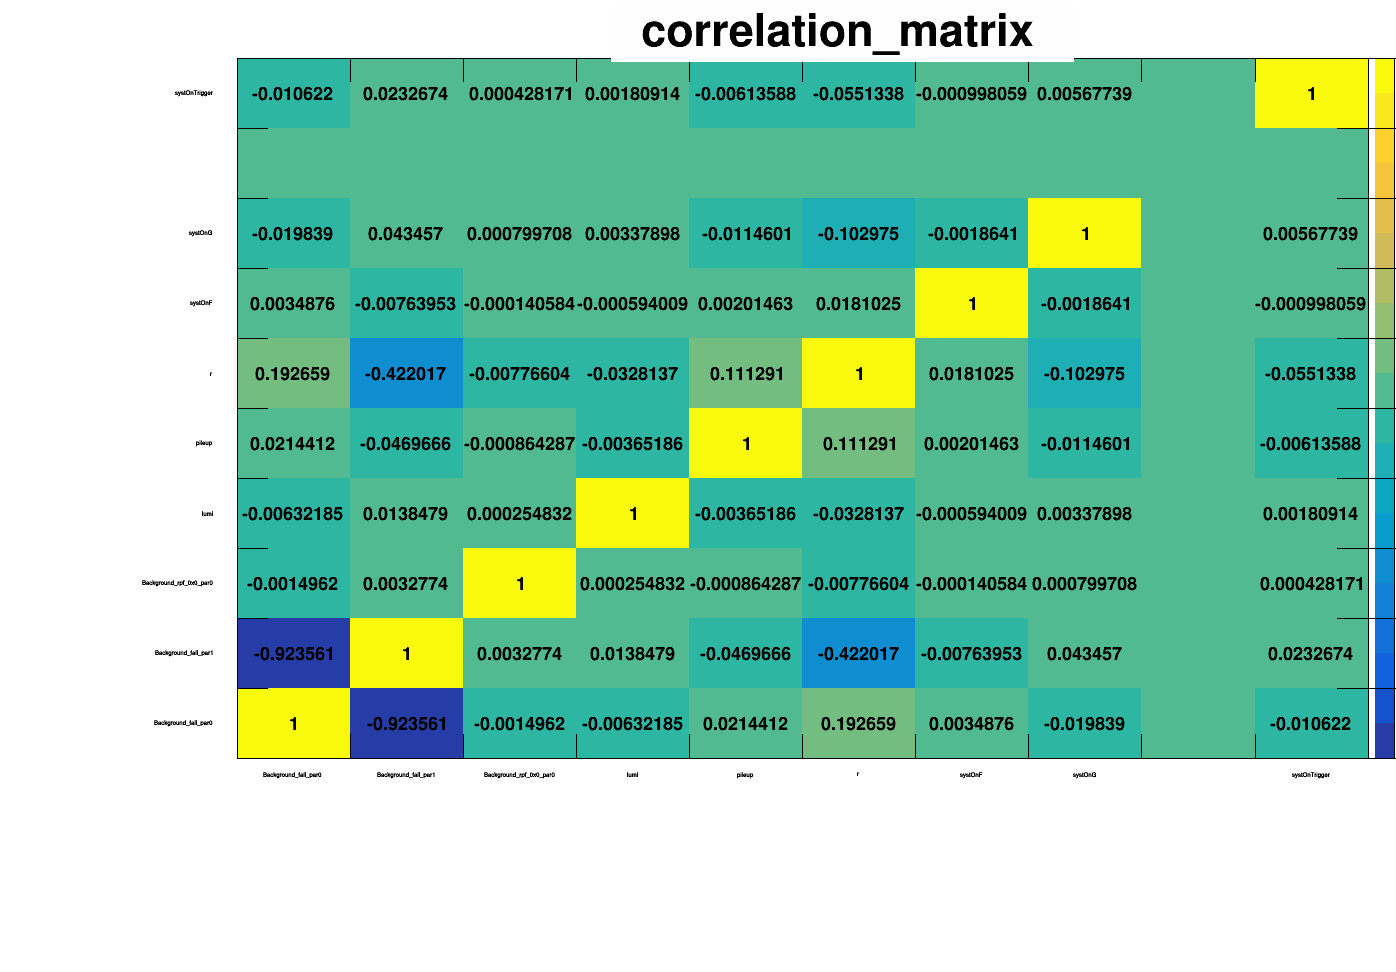 correlation_matrix
systOnTrigger -0.010622 0.0232674 0.000428171 0.00180914 -0.00613588 -0.0551338 -0.000998059 0.00567739 1
systOnG -0.019839 0.043457 0.000799708 0.00337898 -0.0114601 -0.102975 -0.0018641 1 0.00567739
systOnF 0.0034876 -0.00763953 -0.000140584 -0.000594009 0.00201463 0.0181025 1 -0.0018641 -0.000998059
r 0.192659 -0.422017 -0.00776604 -0.0328137 0.111291 1 0.0181025 -0.102975 -0.0551338
pileup 0.0214412 -0.0469666 -0.000864287 -0.00365186 1 0.111291 0.00201463 -0.0114601 -0.00613588
lumi -0.00632185 0.0138479 0.000254832 1 -0.00365186 -0.0328137 -0.000594009 0.00337898 0.00180914
Background_rpf_0x0_par0 -0.0014962 0.0032774 1 0.000254832 -0.000864287 -0.00776604 -0.000140584 0.000799708 0.000428171
Background_fail_par1 -0.923561 1 0.0032774 0.0138479 -0.0469666 -0.422017 -0.00763953 0.043457 0.0232674
Background_fail_par0 1 -0.923561 -0.0014962 -0.00632185 0.0214412 0.192659 0.0034876 -0.019839 -0.010622
Background_fail_par0 Background_fail_par1 Background_rpf_0x0_par0 lumi pileup r systOnF systOnG systOnTrigger